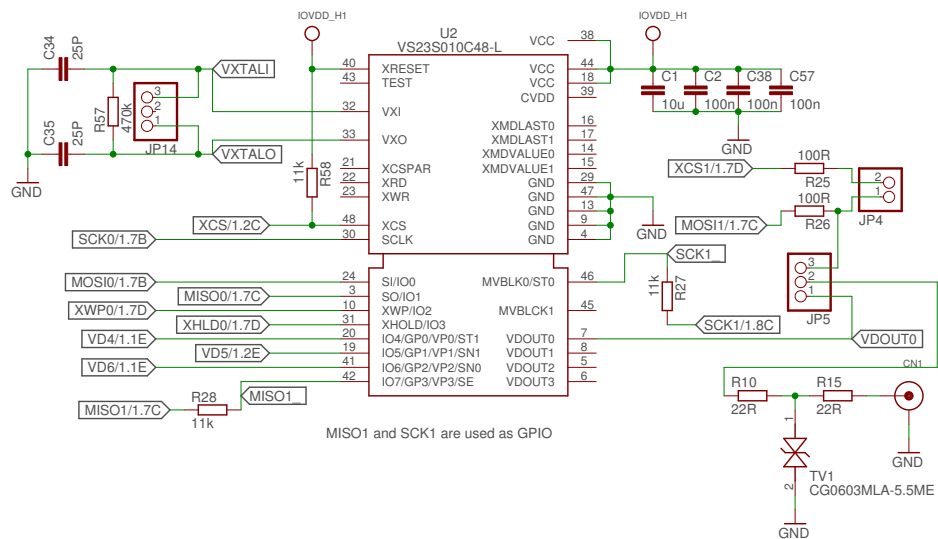 IOVDD_H1
IOVDD_H1
U2
VS23S010C48-L
C34
25P
VXTALI
R57
470k
3
2
1
JP14
C35
25P
VXTALO
GND
11k
R58
XCS/1.2C
SCK0/1.7B
40 XRESET
43 TEST
32 VXI
33 VXO
21 XCSPAR
22 XRD
23 XWR
48 XCS
30 SCLK
VCC 38
VCC 44
VCC 18
CVDD 39
XMDLAST0 16
XMDLAST1 17
XMDVALUE0 14
XMDVALUE1 15
GND 29
GND 47
GND 13
GND 9
GND 4
C1
10u
C2
100n
C38
100n
C57
100n
GND
GND
XCS1/1.7D
100R
R25
MOSI1/1.7C
100R
R26
2
1
JP4
MOSI0/1.7B
MISO0/1.7C
XWP0/1.7D
XHLD0/1.7D
VD4/1.1E
VD5/1.2E
VD6/1.1E
24 SI/IO0
3 SO/IO1
10 XWP/IO2
31 XHOLD/IO3
20 IO4/GP0/VP0/ST1
19 IO5/GP1/VP1/SN1
41 IO6/GP2/VP2/SN0
42 IO7/GP3/VP3/SE
MVBLK0/ST0 46
MVBLCK1 45
VDOUT0 7
VDOUT1 8
VDOUT2 5
VDOUT3 6
SCK1_
11k
R27
SCK1/1.8C
3
2
1
JP5
VDOUT0
MISO1/1.7C
R28
11k
MISO1_
MISO1 and SCK1 are used as GPIO
R10
22R
R15
22R
CN1
GND
1
2
TV1
CG0603MLA-5.5ME
GND